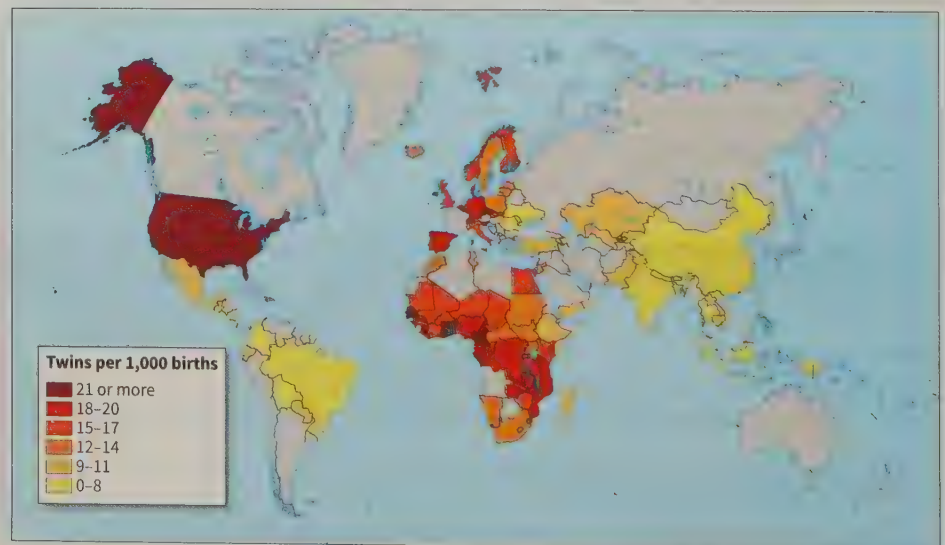 Twins per 1,000 births
21 or more
18–20
15–17
12–14
9–11
0–8